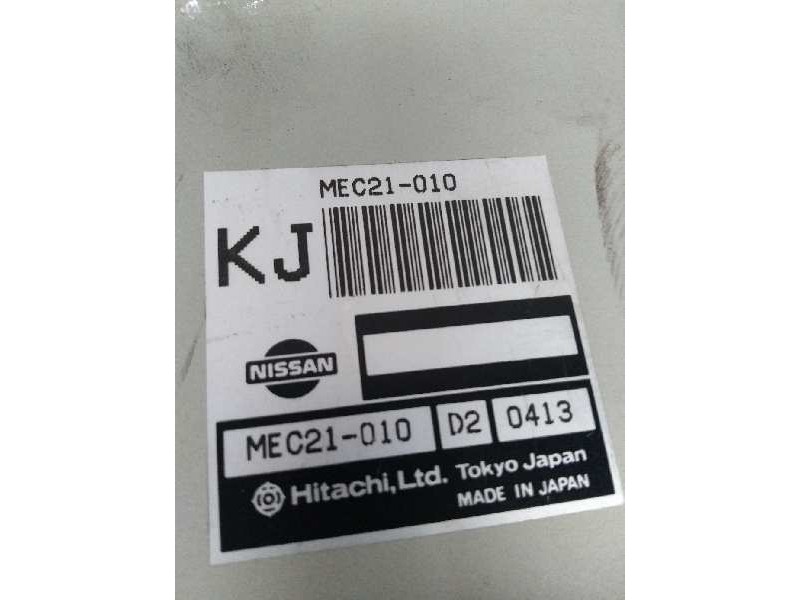 MEC21-010
KJ
NISSAN
MEC21-010 D2 0413
Hitachi, Ltd. Tokyo Japan
MADE IN JAPAN